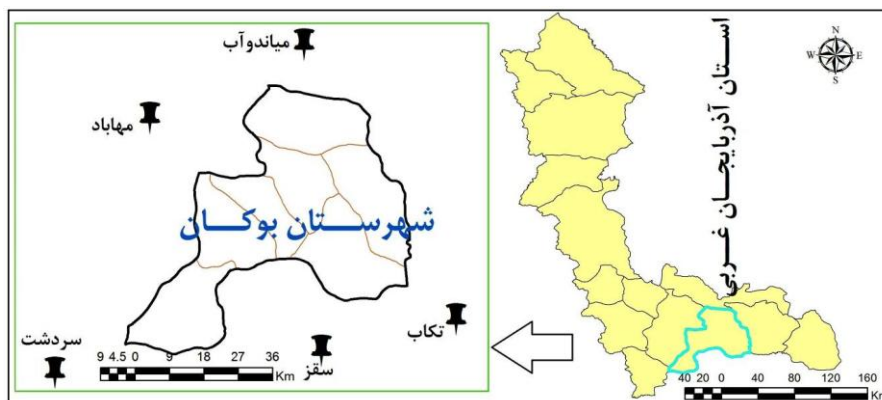 میاندوآب
مهاباد
شهرستان بوکان
تکاب
سردشت
سقز
9 4.5 0 9 18 27 36
Km
استان آذربایجان غربی
N
W E
S
40 20 0 40 80 120 160
Km